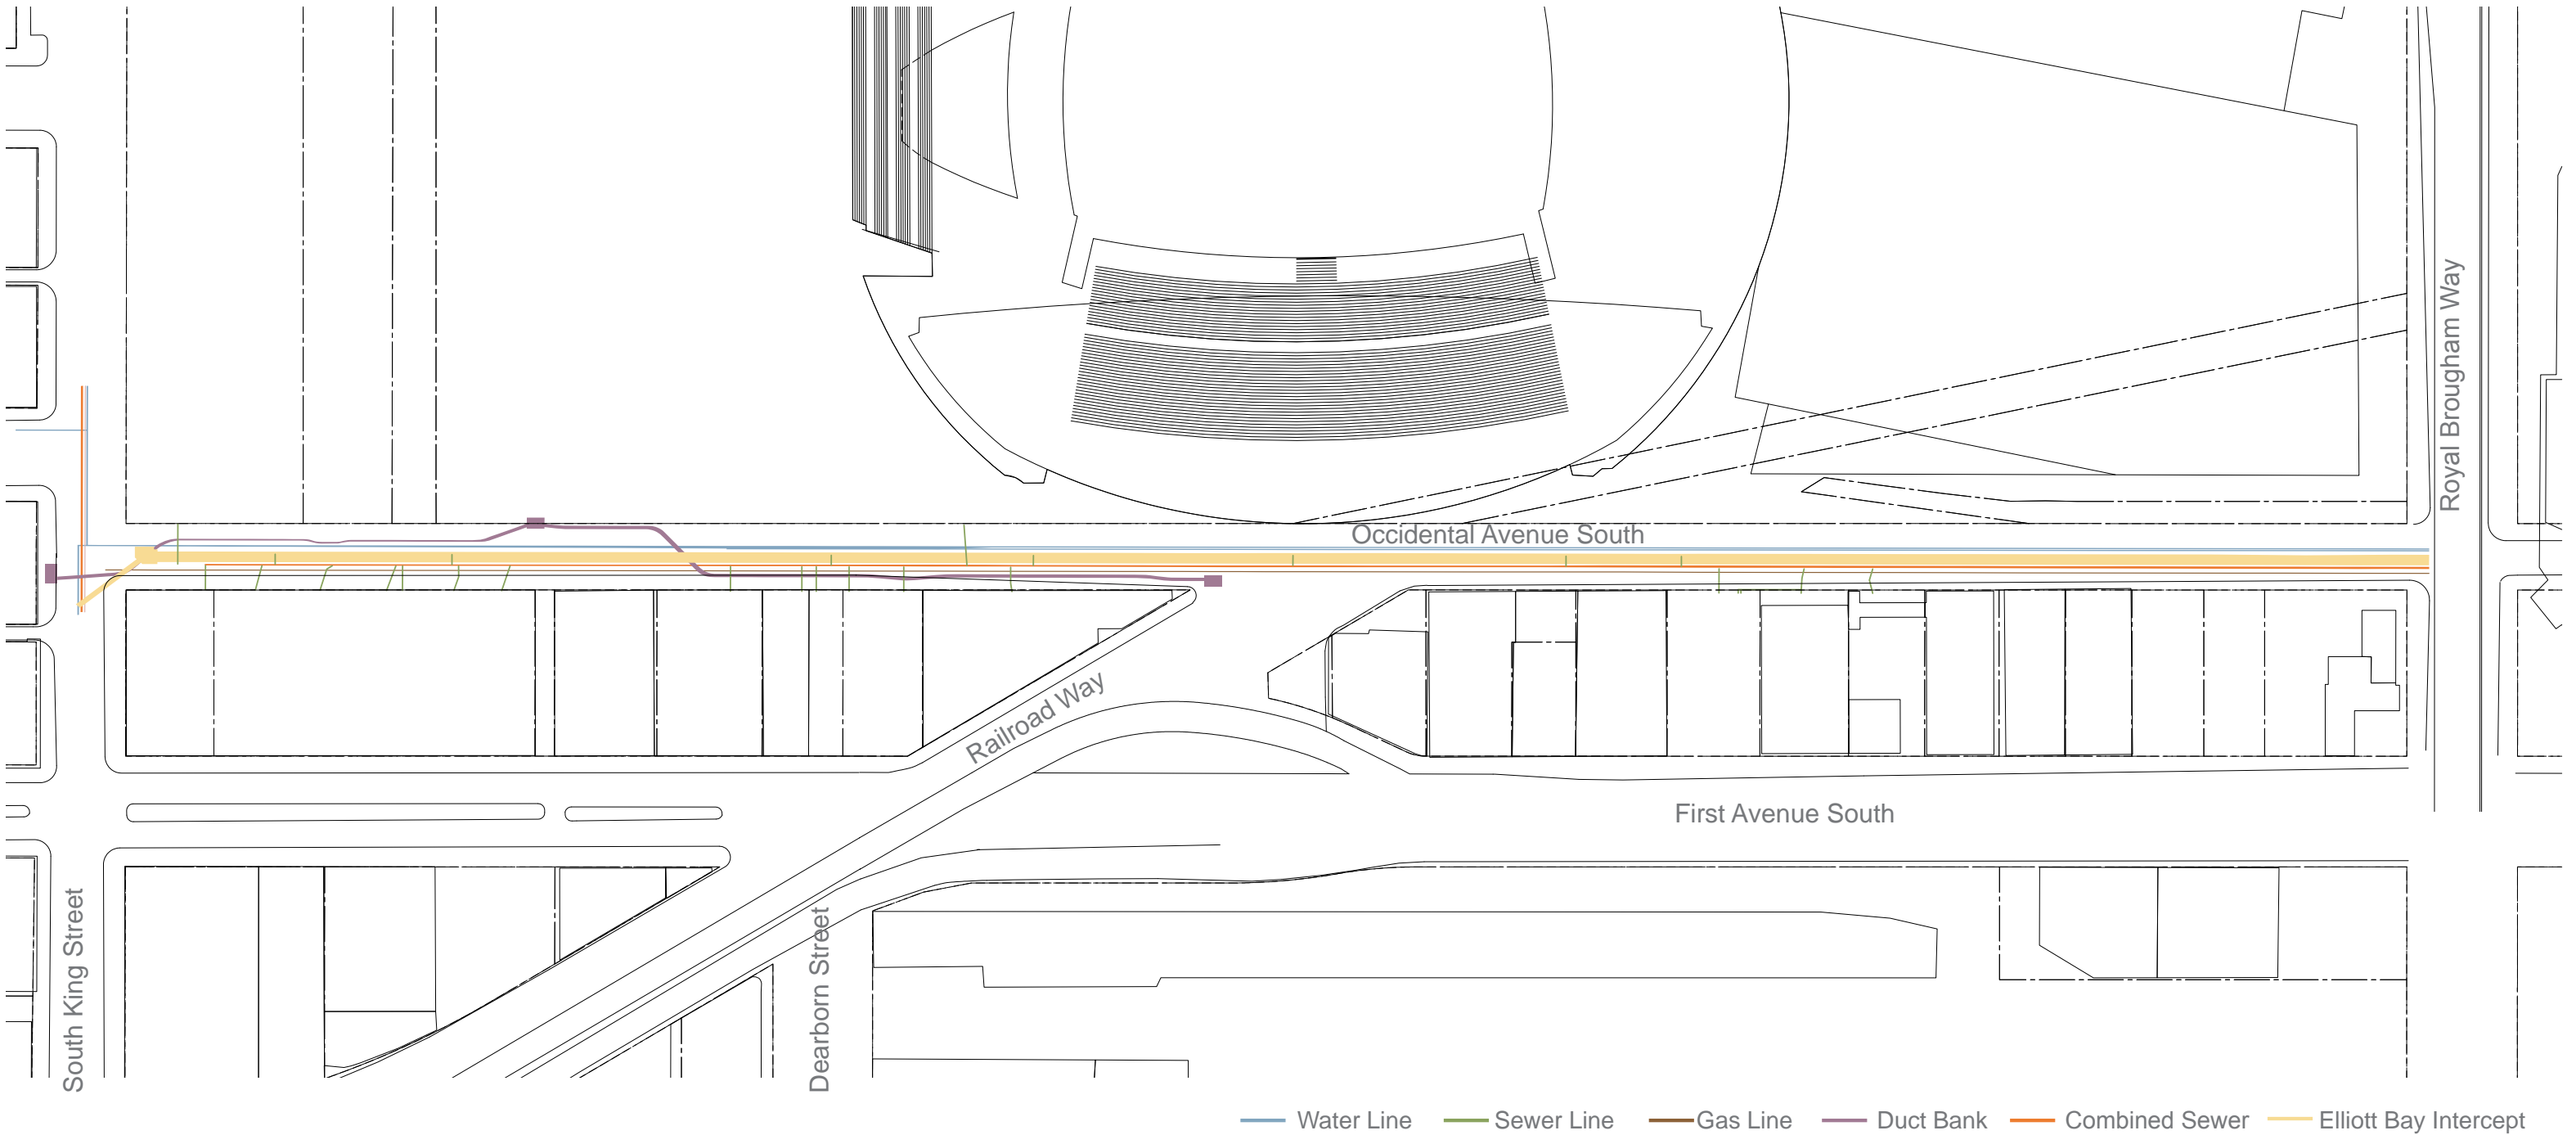 Royal Brougham Way
Occidental Avenue South
Railroad Way
First Avenue South
South King Street
Dearborn Street
Water Line
Sewer Line
Gas Line
Duct Bank
Combined Sewer
Elliott Bay Intercept